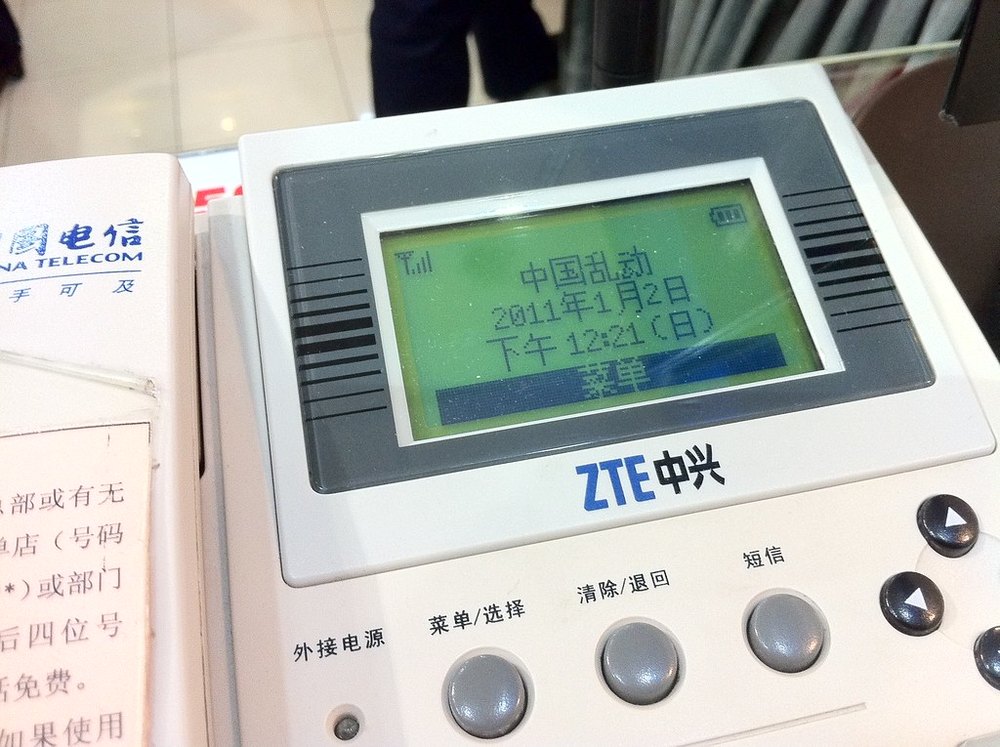 中国乱动
2011年1月2日
下午 12:21(日)
菜单
ZTE中兴
外接电源
菜单/选择
清除/退回
短信
国电信
NA TELECOM
手可及
部或有无
单店（号码
*)或部门
后四位号
话免费。
如果使用